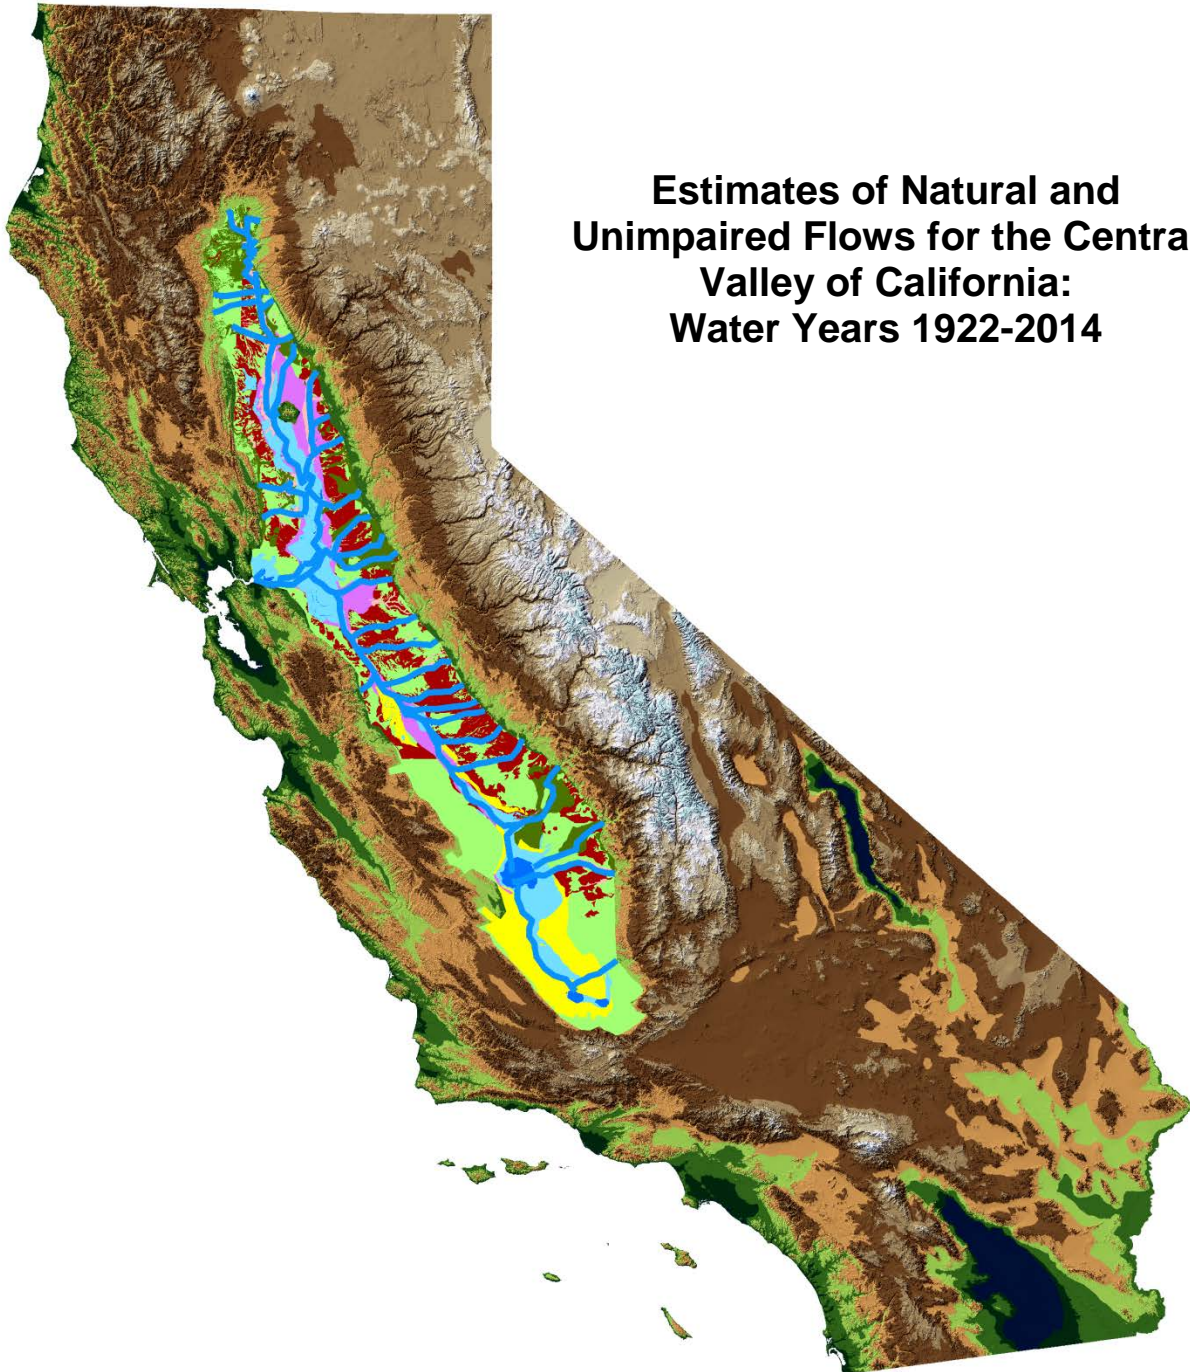 Estimates of Natural and
Unimpaired Flows for the Centra
Valley of California:
Water Years 1922-2014